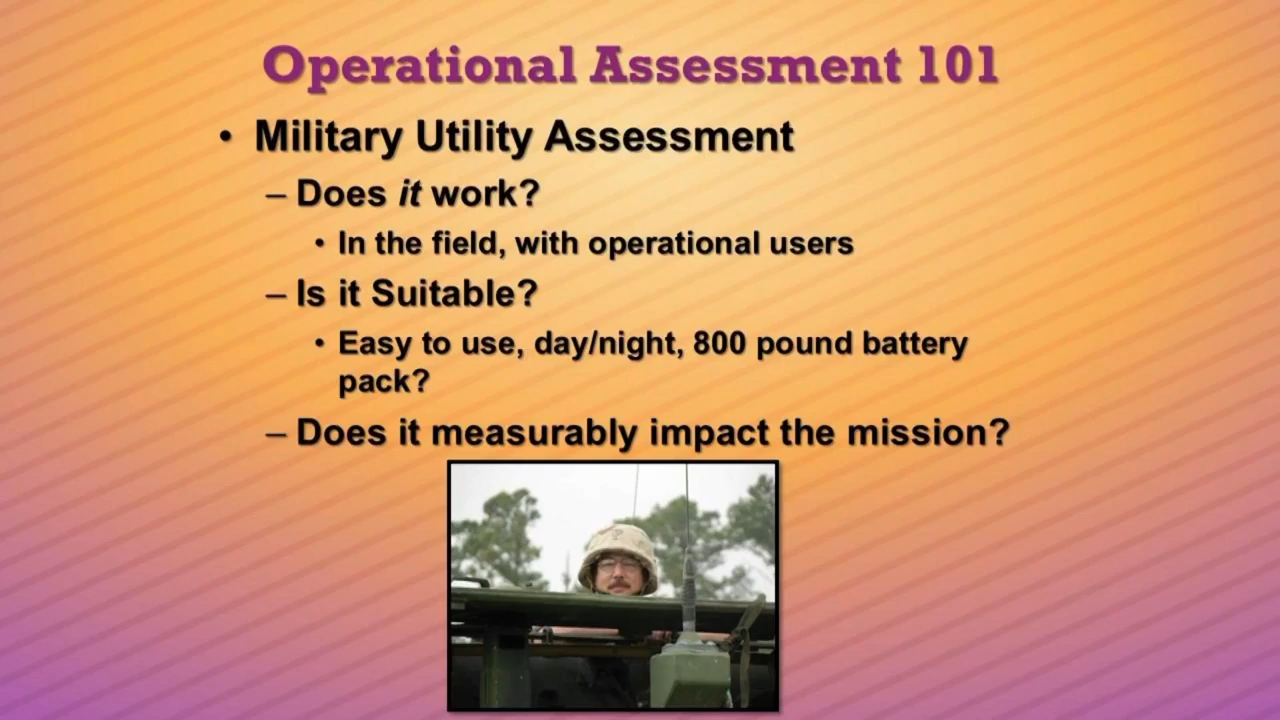 Operational Assessment 101
• Military Utility Assessment
– Does it work?
• In the field, with operational users
– Is it Suitable?
• Easy to use, day/night, 800 pound battery
pack?
– Does it measurably impact the mission?